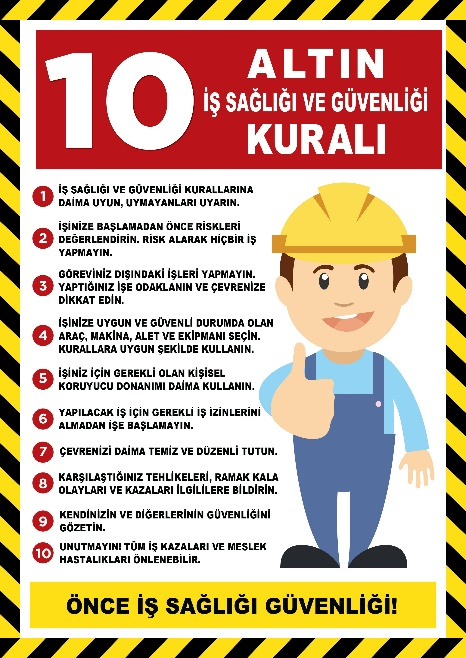 10
ALTIN
İŞ SAĞLIĞI VE GÜVENLİĞİ
KURALI
1 İŞ SAĞLIĞI VE GÜVENLİĞİ KURALLARINA
DAİMA UYUN, UYMAYANLARI UYARIN.
2 İŞİNİZE BAŞLAMADAN ÖNCE RİSKLERİ
DEĞERLENDİRİN. RİSK ALARAK HİÇBİR İŞ
YAPMAYIN.
3 GÖREVİNİZ DIŞINDAKİ İŞLERİ YAPMAYIN.
YAPTIĞINIZ İŞE ODAKLANIN VE ÇEVRENİZE
DİKKAT EDİN.
4 İŞİNİZE UYGUN VE GÜVENLİ DURUMDA OLAN
ARAÇ, MAKİNA, ALET VE EKİPMANI SEÇİN.
KURALLARA UYGUN ŞEKİLDE KULLANIN.
5 İŞİNİZ İÇİN GEREKLİ OLAN KİŞİSEL
KORUYUCU DONANIMI DAİMA KULLANIN.
6 YAPILACAK İŞ İÇİN GEREKLİ İŞ İZİNLERİNİ
ALMADAN İŞE BAŞLAMAYIN.
7 ÇEVRENİZİ DAİMA TEMİZ VE DÜZENLİ TUTUN.
8 KARŞILAŞTIĞINIZ TEHLİKELERİ, RAMAK KALA
OLAYLARI VE KAZALARI İLGİLİLERE BİLDİRİN.
9 KENDİNİZİN VE DİĞERLERİNİN GÜVENLİĞİNİ
GÖZETİN.
10 UNUTMAYINI TÜM İŞ KAZALARI VE MESLEK
HASTALIKLARI ÖNLENEBİLİR.
ÖNCE İŞ SAĞLIĞI GÜVENLİĞİ!